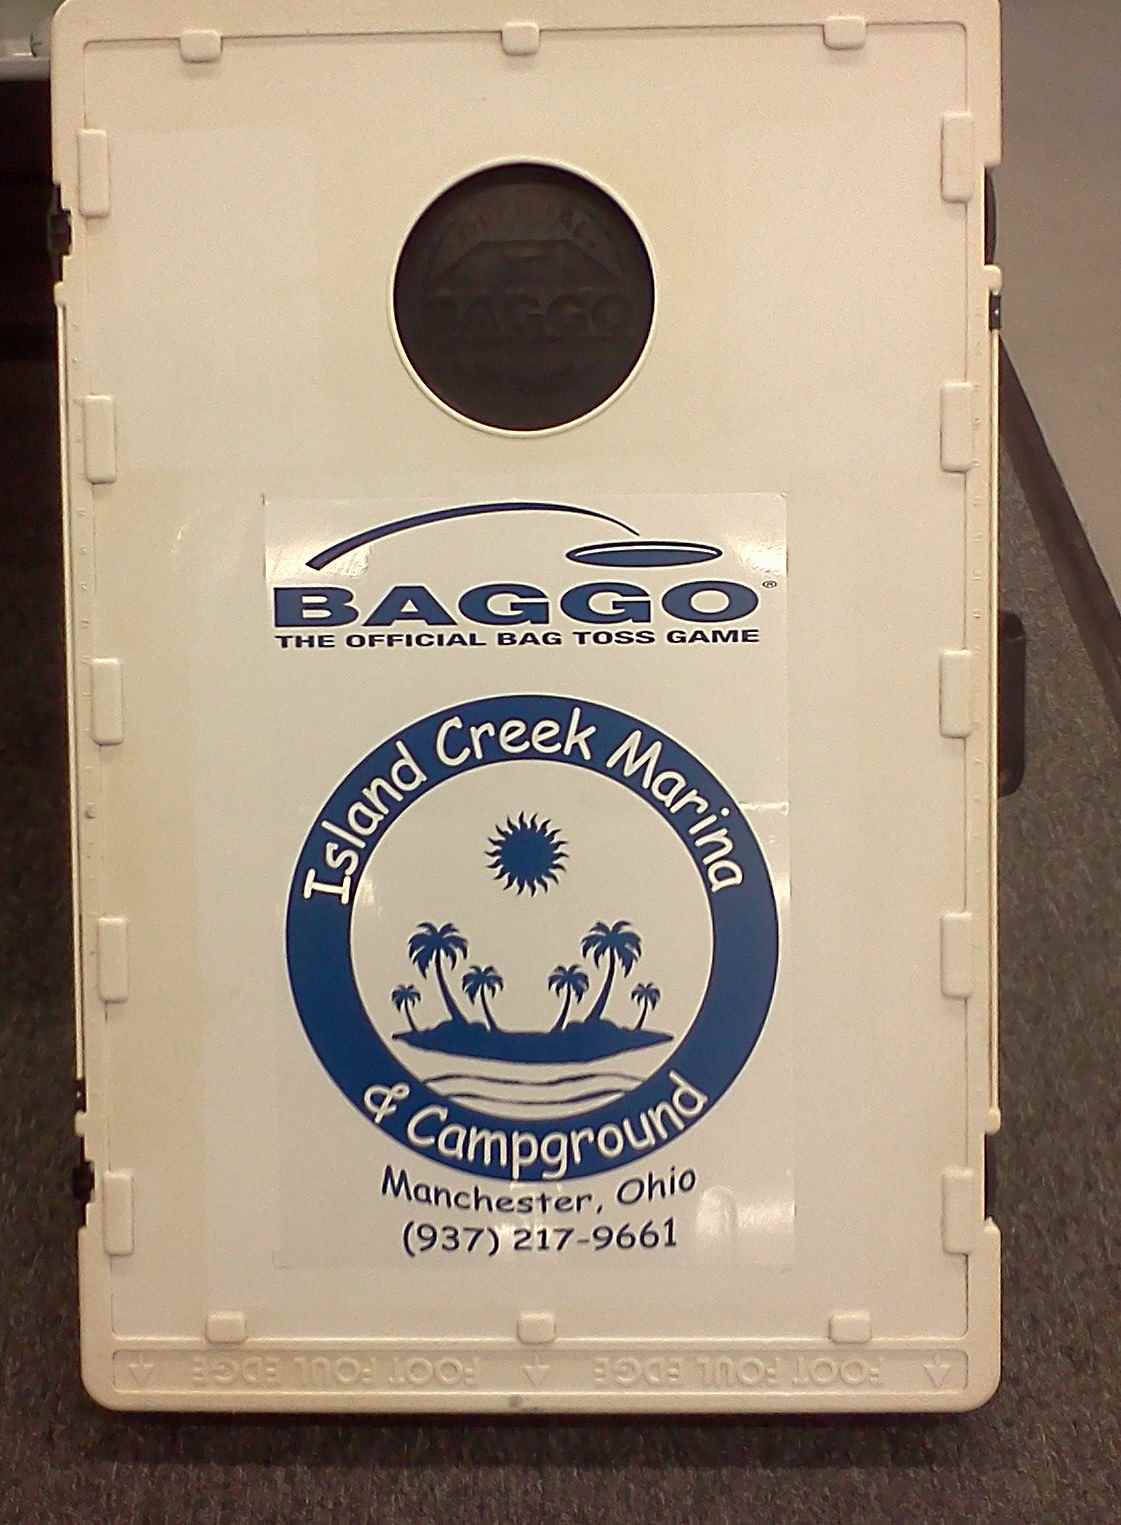 BAGGO
BAGGO®
THE OFFICIAL BAG TOSS GAME
Island Creek Marina
& Campground
Manchester, Ohio
(937) 217-9661
FOOT FOUL EDGE FOOT FOUL EDGE